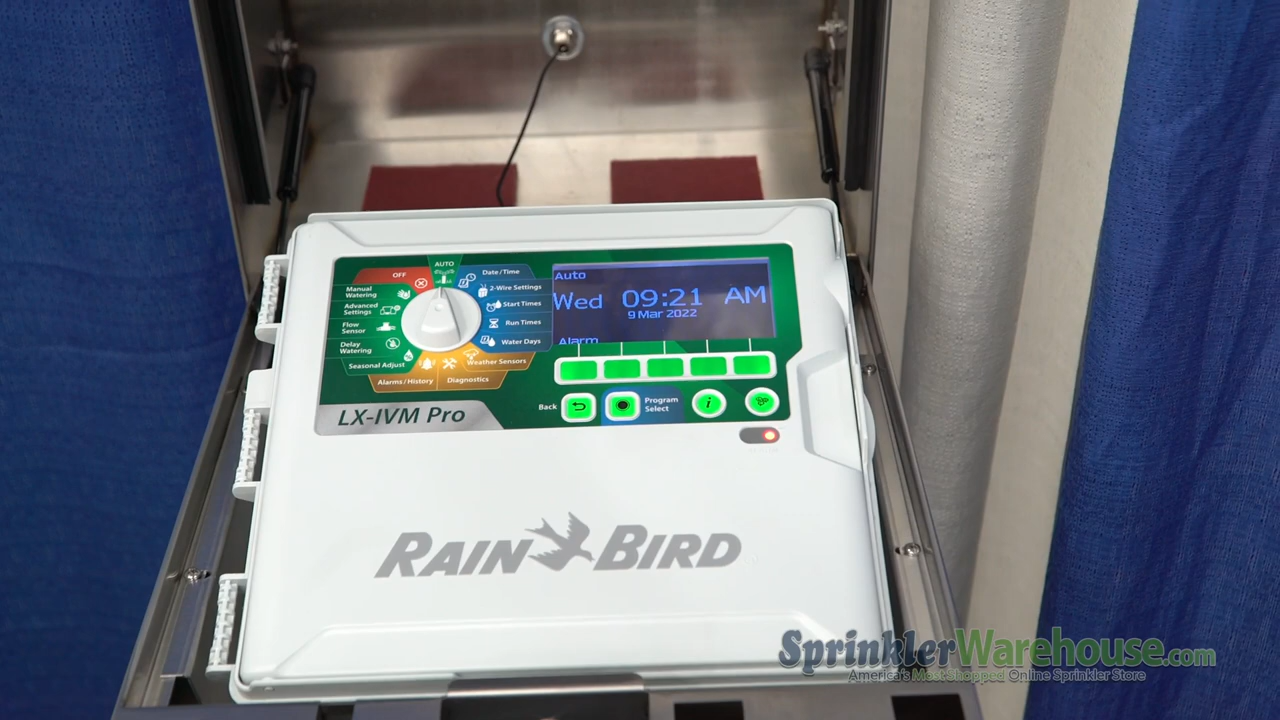 AUTO
OFF
Manual
Watering
Advanced
Settings
Flow
Sensor
Delay
Watering
Seasonal Adjust
Alarms / History
Diagnostics
Weather Sensors
Water Days
Run Times
Start Times
2-Wire Settings
Date / Time
Auto
Wed 09:21 AM
9 Mar 2022
Alarm
Back
Program
Select
i
LX-IVM Pro
RAIN BIRD
SprinklerWarehouse.com
America's Most Shopped Online Sprinkler Store